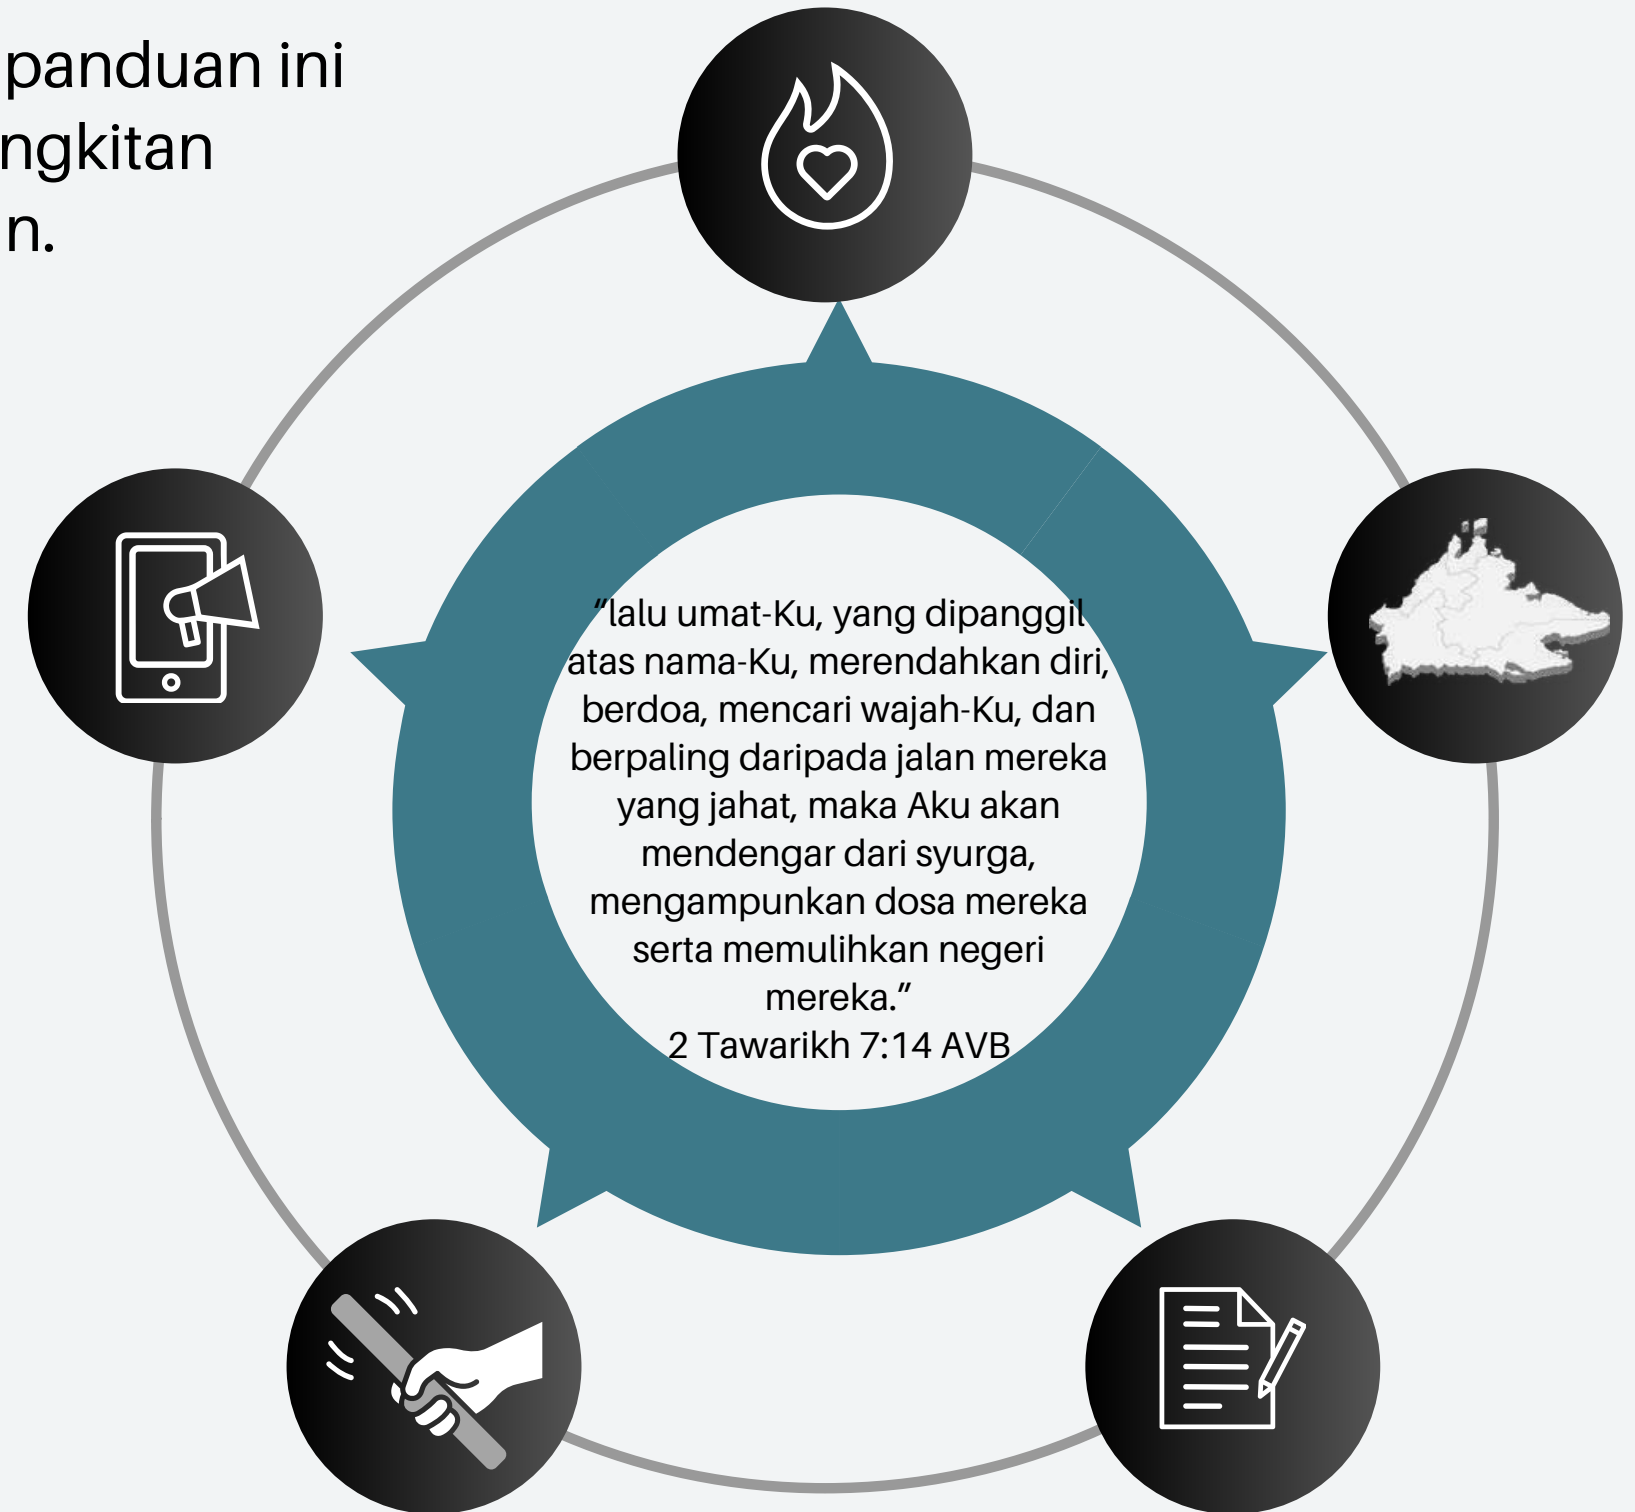 panduan ini
ngkitan
n.
“lalu umat-Ku, yang dipanggil
atas nama-Ku, merendahkan diri,
berdoa, mencari wajah-Ku, dan
berpaling daripada jalan mereka
yang jahat, maka Aku akan
mendengar dari syurga,
mengampunkan dosa mereka
serta memulihkan negeri
mereka.”
2 Tawarikh 7:14 AVB